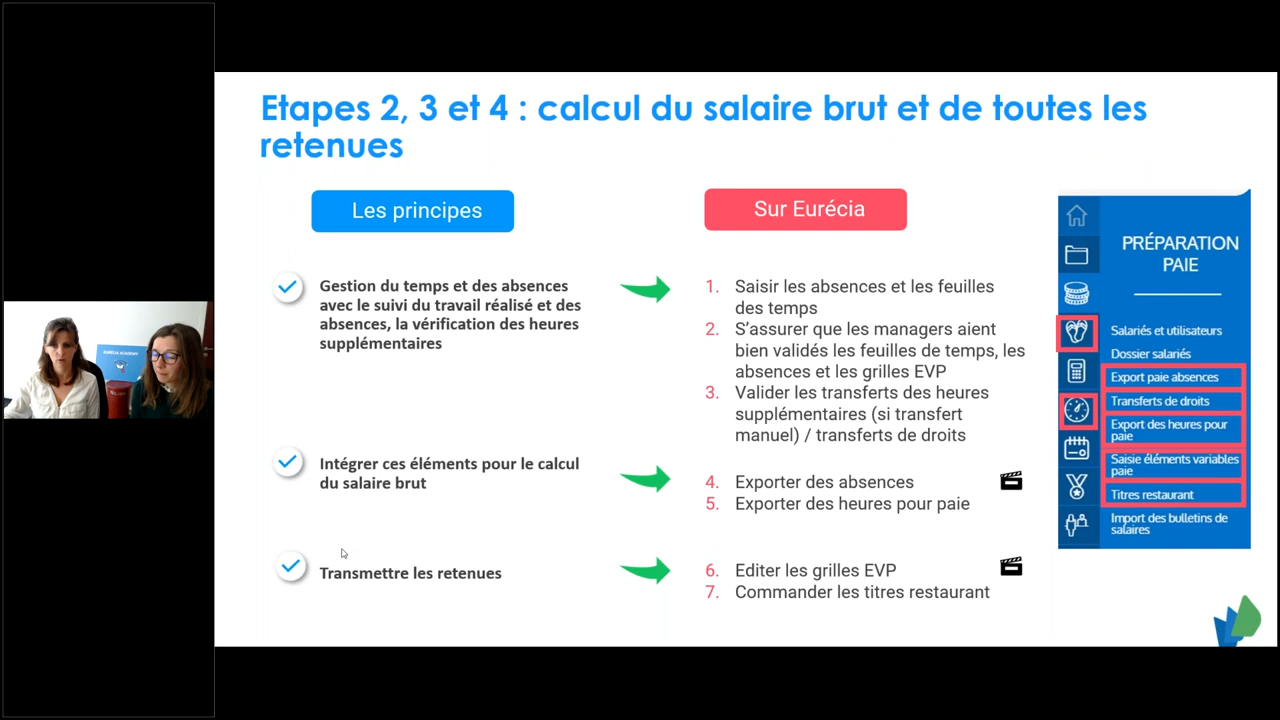 Etapes 2, 3 et 4 : calcul du salaire brut et de toutes les
retenues
Les principes
Sur Eurécia
Gestion du temps et des absences
avec le suivi du travail réalisé et des
absences, la vérification des heures
supplémentaires
1. Saisir les absences et les feuilles
des temps
2. S'assurer que les managers aient
bien validés les feuilles de temps, les
absences et les grilles EVP
3. Valider les transferts des heures
supplémentaires (si transfert
manuel) / transferts de droits
Intégrer ces éléments pour le calcul
du salaire brut
4. Exporter des absences
5. Exporter des heures pour paie
Transmettre les retenues
6. Editer les grilles EVP
7. Commander les titres restaurant
PRÉPARATION
PAIE
Salariés et utilisateurs
Dossier salariés
Export paie absences
Transferts de droits
Export des heures pour
paie
Saisie éléments variables
paie
Titres restaurant
Import des bulletins de
salaires
EURÉCIA ACADEMY